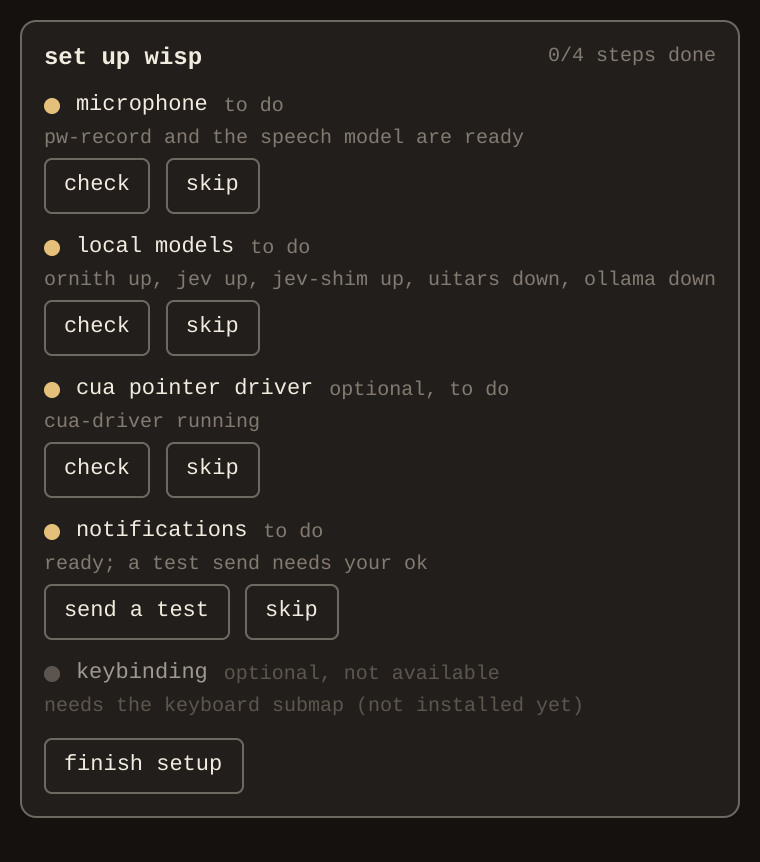 set up wisp 0/4 steps done
microphone to do
pw-record and the speech model are ready
check skip
local models to do
ornith up, jev up, jev-shim up, uitars down, ollama down
check skip
cua pointer driver optional, to do
cua-driver running
check skip
notifications to do
ready; a test send needs your ok
send a test skip
keybinding optional, not available
needs the keyboard submap (not installed yet)
finish setup